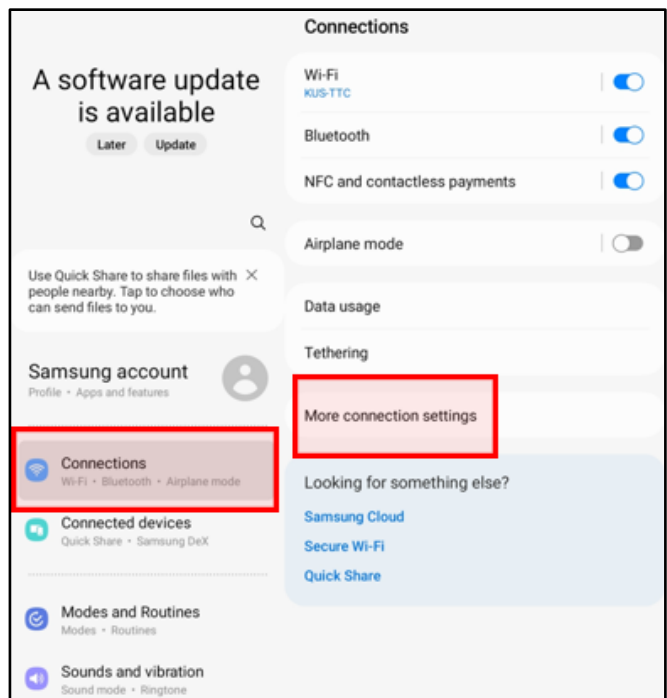 A software update
is available
Later Update
Use Quick Share to share files with
people nearby. Tap to choose who
can send files to you.
Samsung account
Profile • Apps and features
Connections
Wi-Fi • Bluetooth • Airplane mode
Connected devices
Quick Share • Samsung DeX
Modes and Routines
Modes • Routines
Sounds and vibration
Sound mode • Ringtone
Connections
Wi-Fi
KUS-TTC
Bluetooth
NFC and contactless payments
Airplane mode
Data usage
Tethering
More connection settings
Looking for something else?
Samsung Cloud
Secure Wi-Fi
Quick Share